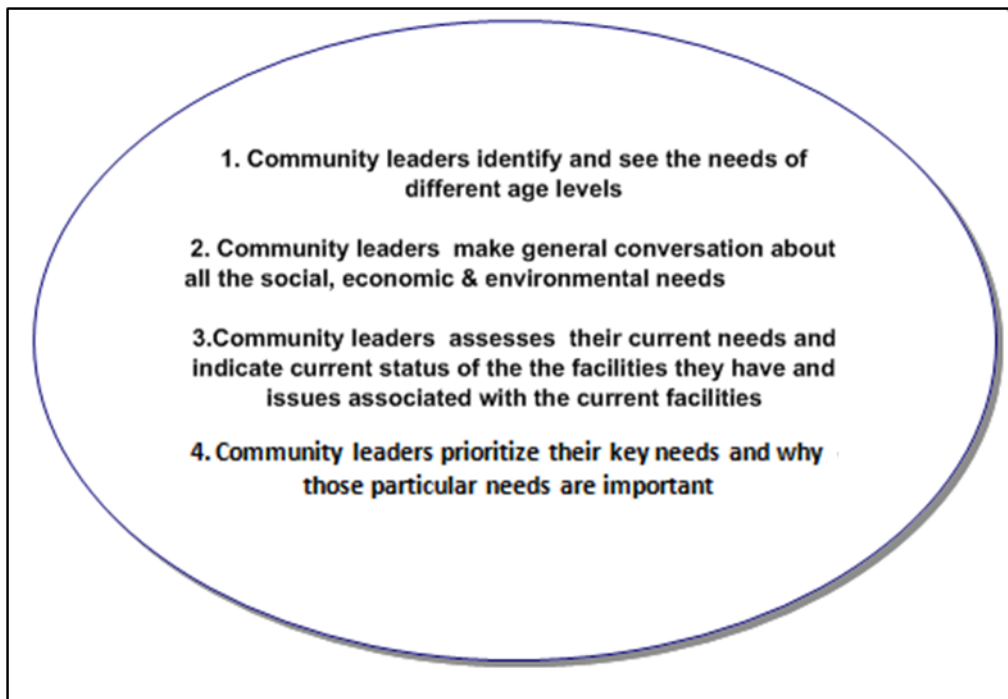 1. Community leaders identify and see the needs of
different age levels
2. Community leaders make general conversation about
all the social, economic & environmental needs
3.Community leaders assesses their current needs and
indicate current status of the the facilities they have and
issues associated with the current facilities
4. Community leaders prioritize their key needs and why
those particular needs are important